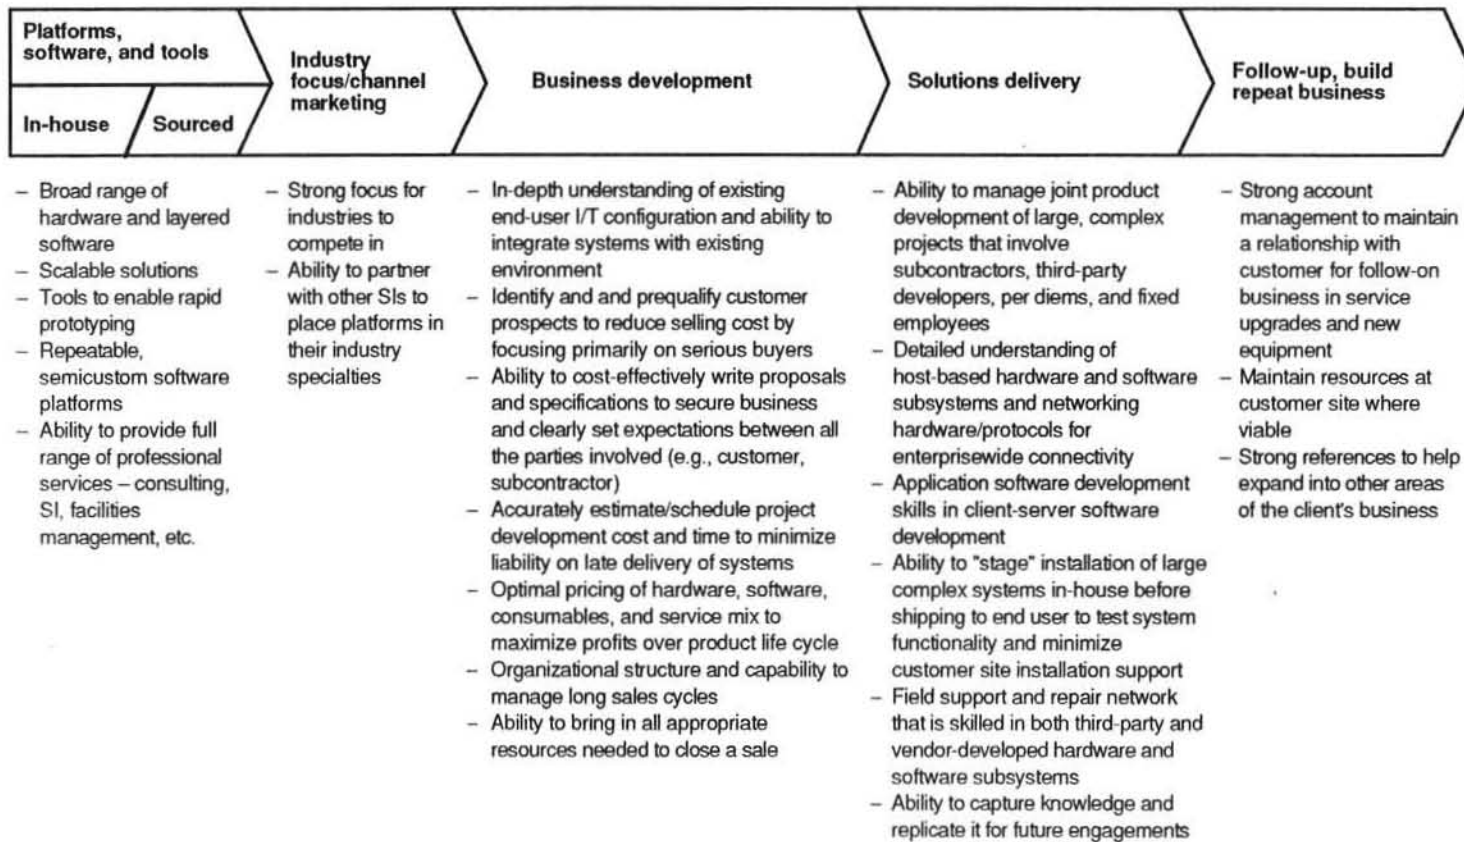 Platforms,
software, and tools
In-house
Sourced
Industry
focus/channel
marketing
Business development
Solutions delivery
Follow-up, build
repeat business
– Broad range of
hardware and layered
software
– Scalable solutions
– Tools to enable rapid
prototyping
– Repeatable,
semicustom software
platforms
– Ability to provide full
range of professional
services – consulting,
SI, facilities
management, etc.
– Strong focus for
industries to
compete in
– Ability to partner
with other SIs to
place platforms in
their industry
specialties
– In-depth understanding of existing
end-user I/T configuration and ability to
integrate systems with existing
environment
– Identify and and prequalify customer
prospects to reduce selling cost by
focusing primarily on serious buyers
– Ability to cost-effectively write proposals
and specifications to secure business
and clearly set expectations between all
the parties involved (e.g., customer,
subcontractor)
– Accurately estimate/schedule project
development cost and time to minimize
liability on late delivery of systems
– Optimal pricing of hardware, software,
consumables, and service mix to
maximize profits over product life cycle
– Organizational structure and capability to
manage long sales cycles
– Ability to bring in all appropriate
resources needed to close a sale
– Ability to manage joint product
development of large, complex
projects that involve
subcontractors, third-party
developers, per diems, and fixed
employees
– Detailed understanding of
host-based hardware and software
subsystems and networking
hardware/protocols for
enterprisewide connectivity
– Application software development
skills in client-server software
development
– Ability to "stage" installation of large
complex systems in-house before
shipping to end user to test system
functionality and minimize
customer site installation support
– Field support and repair network
that is skilled in both third-party and
vendor-developed hardware and
software subsystems
– Ability to capture knowledge and
replicate it for future engagements
– Strong account
management to maintain
a relationship with
customer for follow-on
business in service
upgrades and new
equipment
– Maintain resources at
customer site where
viable
– Strong references to help
expand into other areas
of the client's business